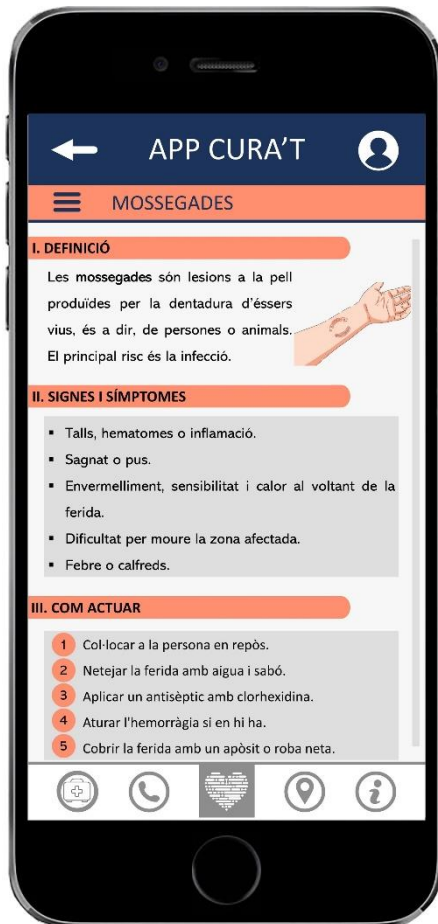 APP CURA'T
MOSSEGADES
I. DEFINICIÓ
Les mossegades són lesions a la pell
produïdes per la dentadura d'éssers
vius, és a dir, de persones o animals.
El principal risc és la infecció.
II. SIGNES I SÍMPTOMES
▪ Talls, hematomes o inflamació.
▪ Sagnat o pus.
▪ Envermelliment, sensibilitat i calor al voltant de la
ferida.
▪ Dificultat per moure la zona afectada.
▪ Febre o calfreds.
III. COM ACTUAR
1 Col·locar a la persona en repòs.
2 Netejar la ferida amb aigua i sabó.
3 Aplicar un antisèptic amb clorhexidina.
4 Aturar l'hemorràgia si en hi ha.
5 Cobrir la ferida amb un apòsit o roba neta.